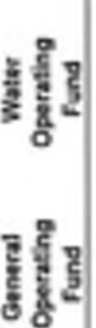 General
Operating
Fund
Water
Operating
Fund